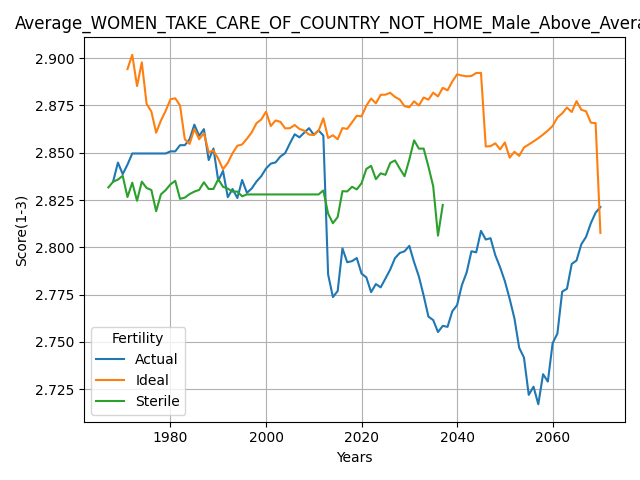 Average_WOMEN_TAKE_CARE_OF_COUNTRY_NOT_HOME_Male_Above_Avera
2.900
2.875
2.850
2.825
2.800
2.775
2.750
2.725
Score(1-3)
Fertility
Actual
Ideal
Sterile
1980 2000 2020 2040 2060
Years